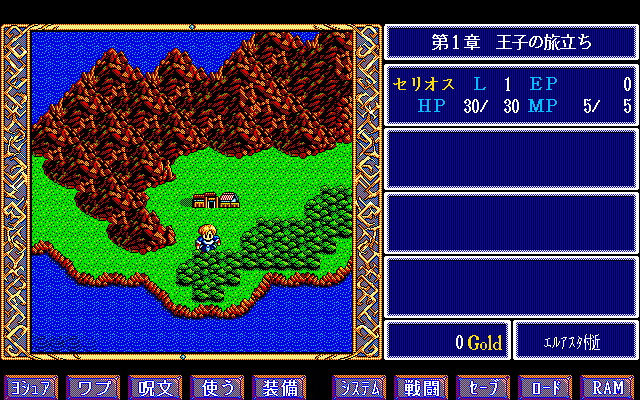 第1章 王子の旅立ち
セリオス L 1 EP 0
HP 30/ 30 MP 5/ 5
0 Gold
エルアスタ付近
ヨシュア ワプ 呪文 使う 装備 システム 戦闘 セーブ ロード RAM